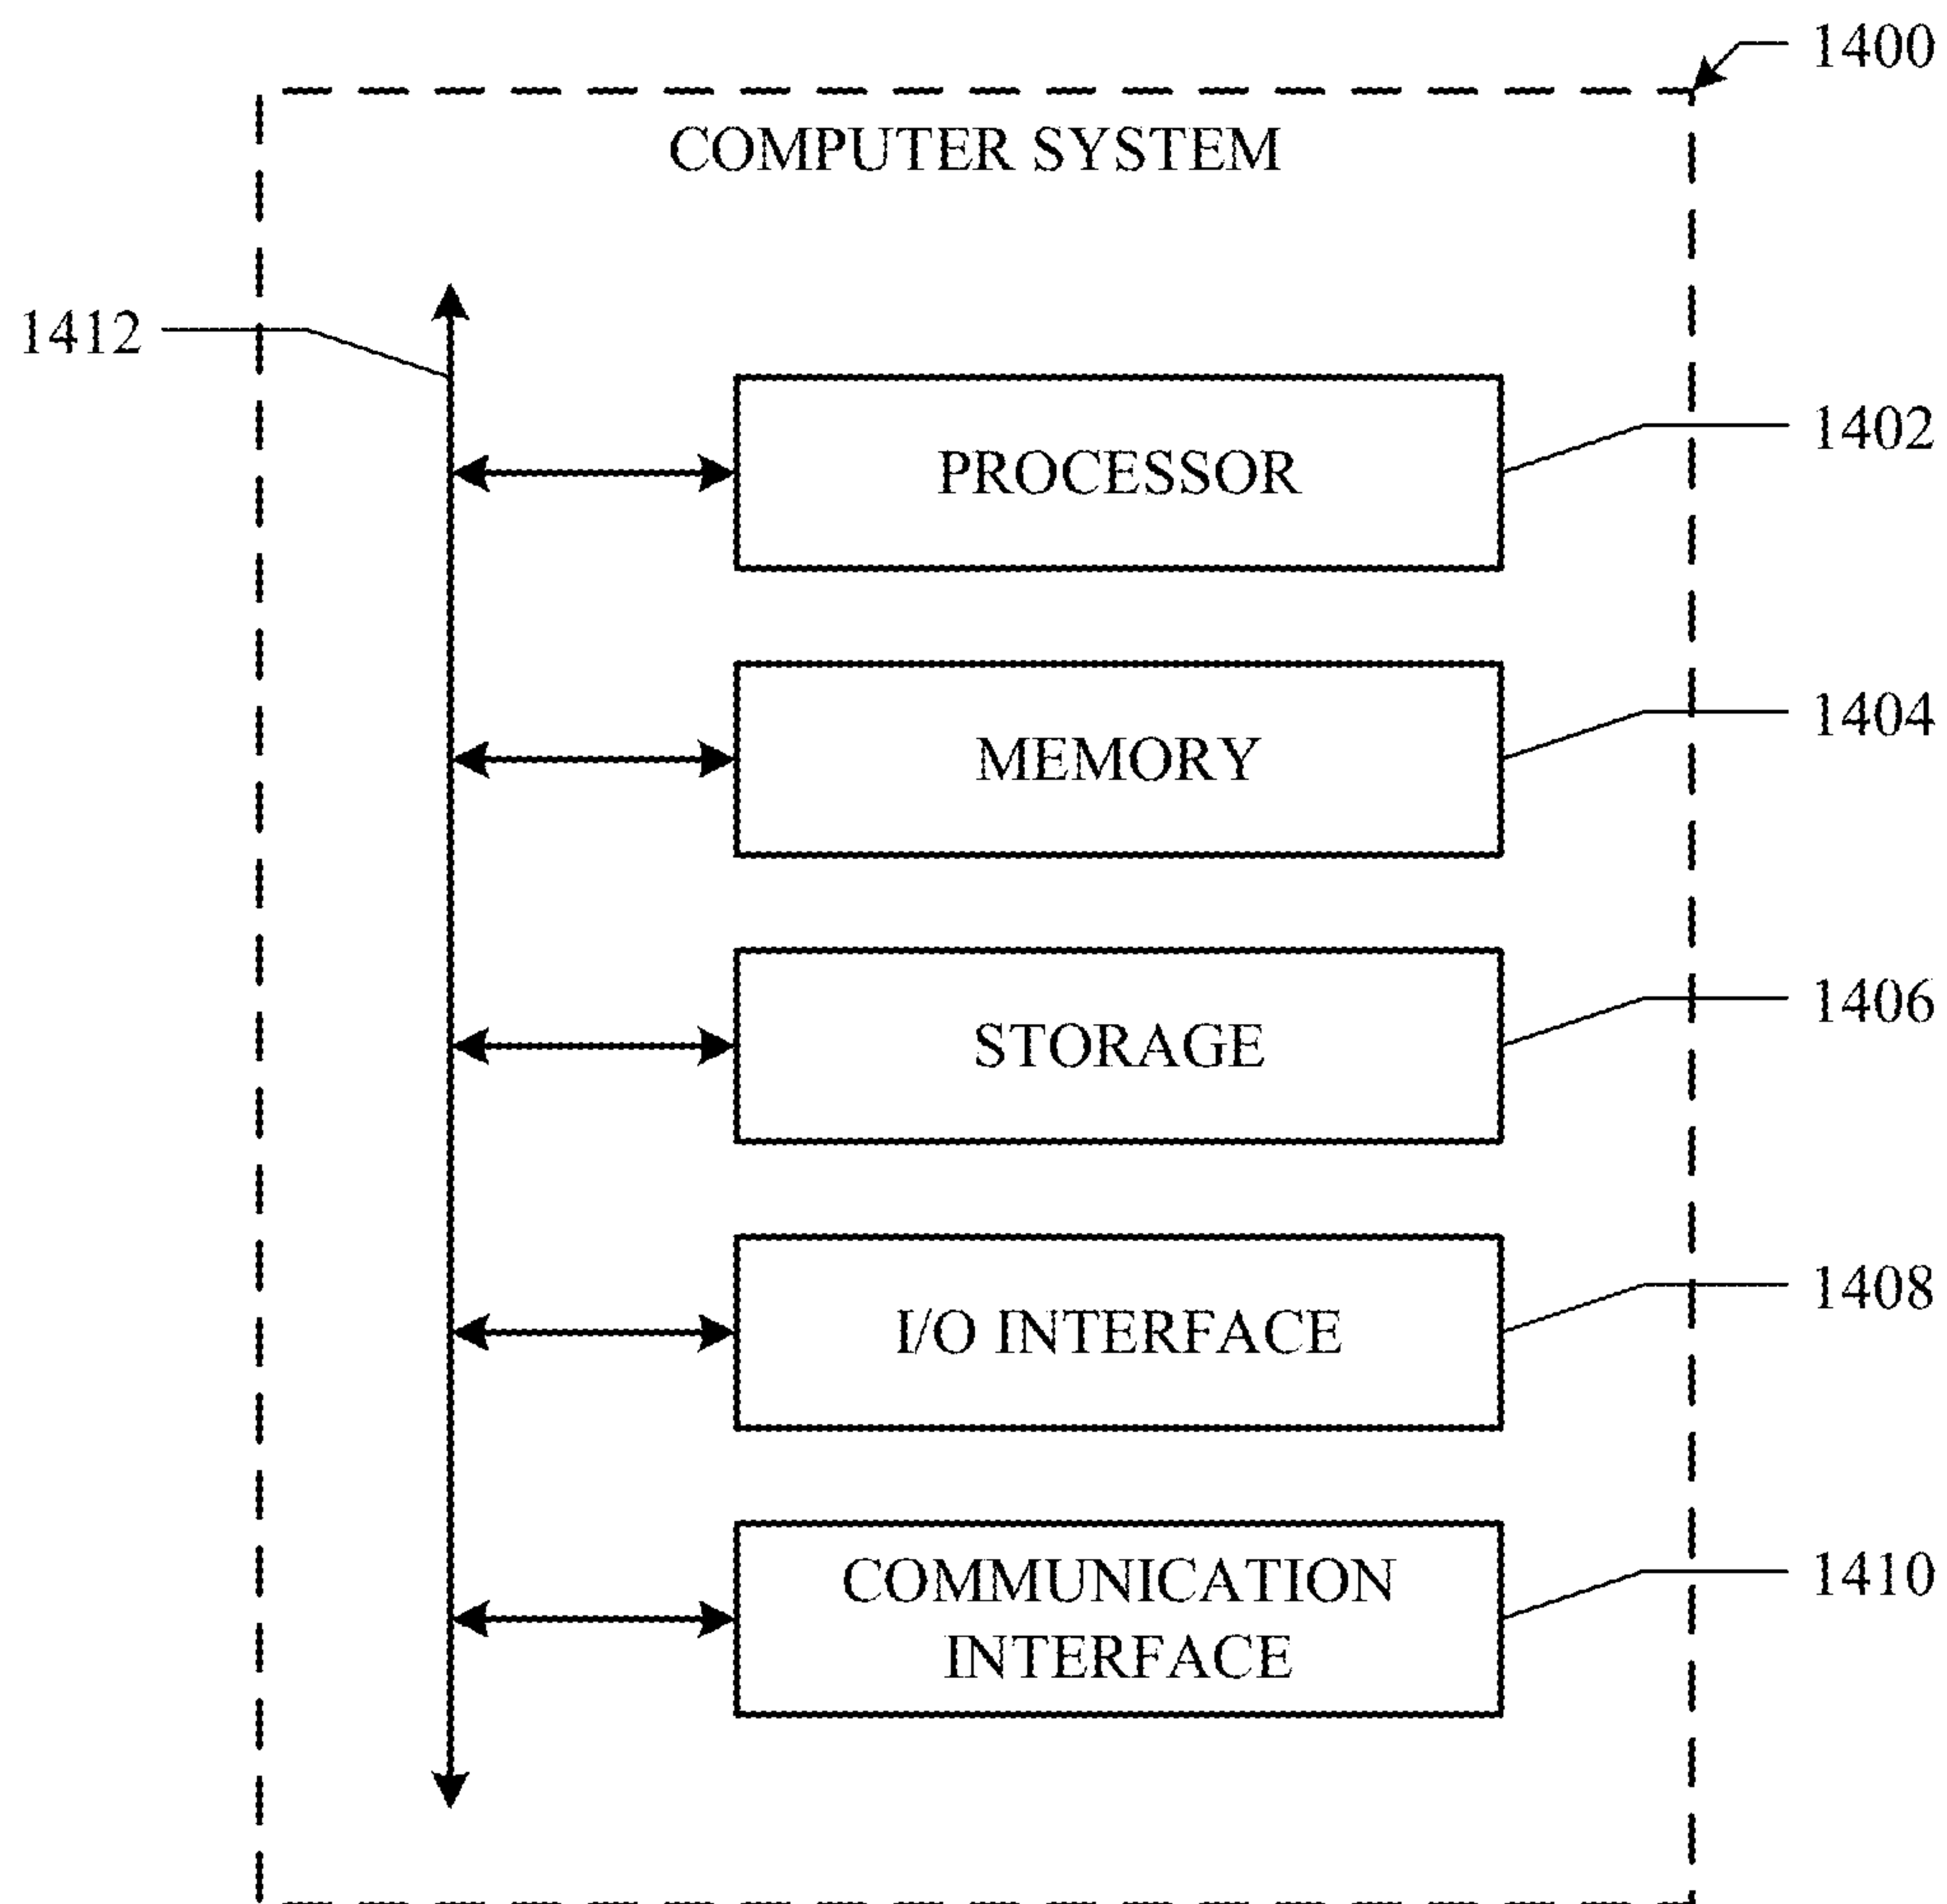 1400
COMPUTER SYSTEM
1412
1402
PROCESSOR
1404
MEMORY
1406
STORAGE
1408
I/O INTERFACE
1410
COMMUNICATION
INTERFACE